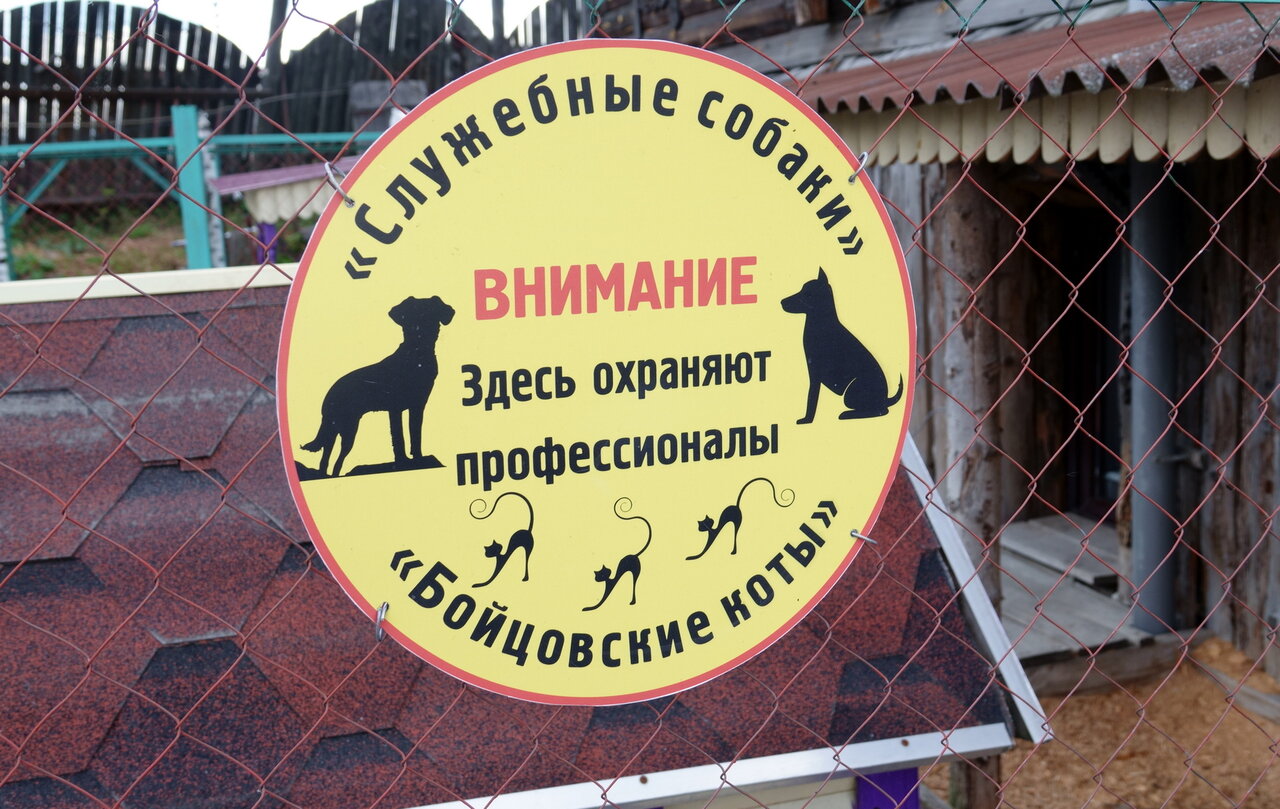 «Служебные собаки»
ВНИМАНИЕ
Здесь охраняют
профессионалы
«Бойцовские коты»